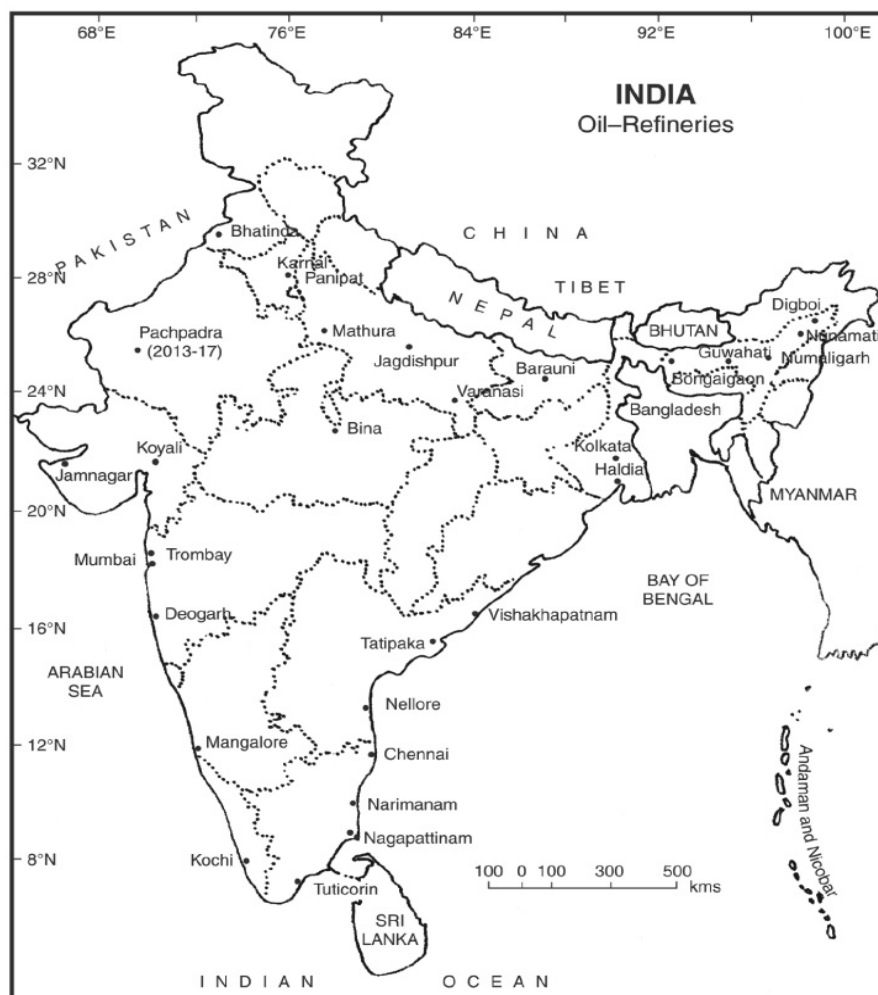 68°E 76°E 84°E 92°E 100°E
INDIA
Oil–Refineries
32°N
PAKISTAN
Bhatinda
CHINA
28°N
Karnal
Panipat
TIBET
NEPAL
Digboi
Pachpadra
(2013-17)
Mathura
BHUTAN
Nunamati
Jagdishpur
Guwahati
Numaligarh
Barauni
Bongaigaon
24°N
Varanasi
Bangladesh
Bina
Koyali
Kolkata
Jamnagar
Haldia
MYANMAR
20°N
Mumbai
Trombay
BAY OF
BENGAL
Deogarh
Vishakhapatnam
16°N
Tatipaka
ARABIAN
SEA
Nellore
Mangalore
12°N
Chennai
Andaman and Nicobar
Narimanam
Nagapattinam
Kochi
8°N
Tuticorin
100 0 100 300 500
kms
SRI
LANKA
INDIAN OCEAN